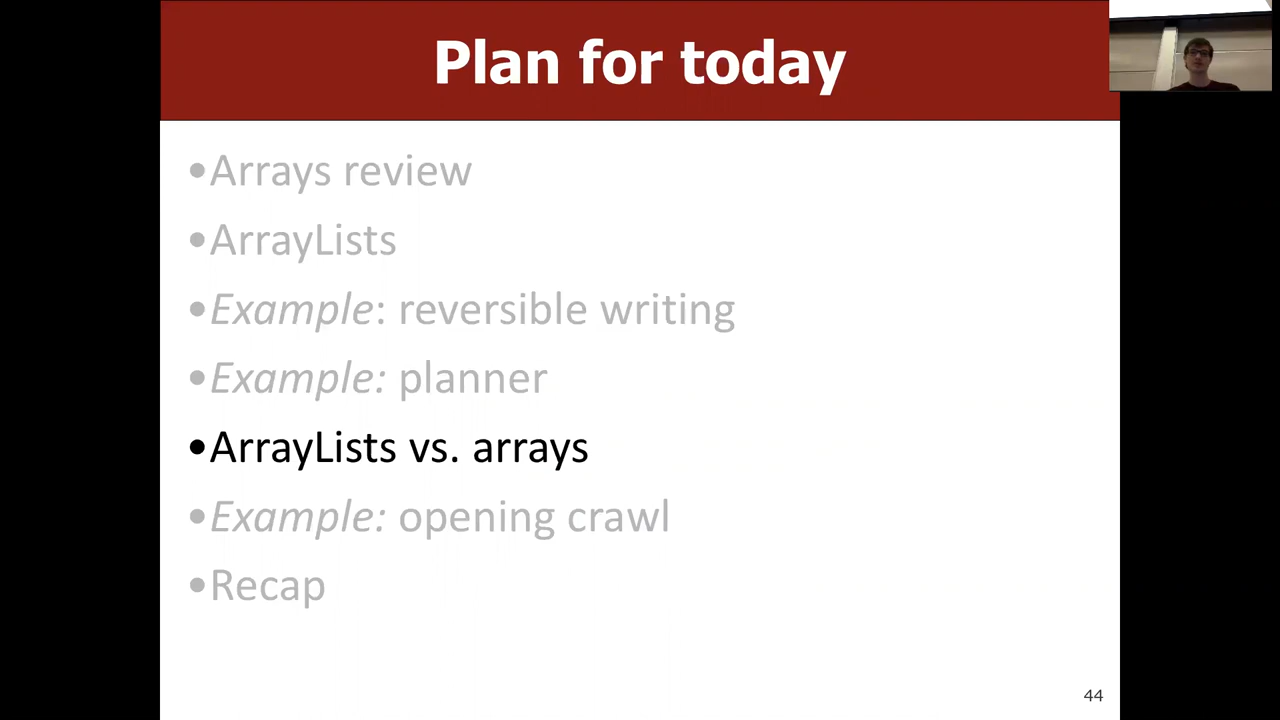 Plan for today
•Arrays review
•ArrayLists
•Example: reversible writing
•Example: planner
•ArrayLists vs. arrays
•Example: opening crawl
•Recap
44